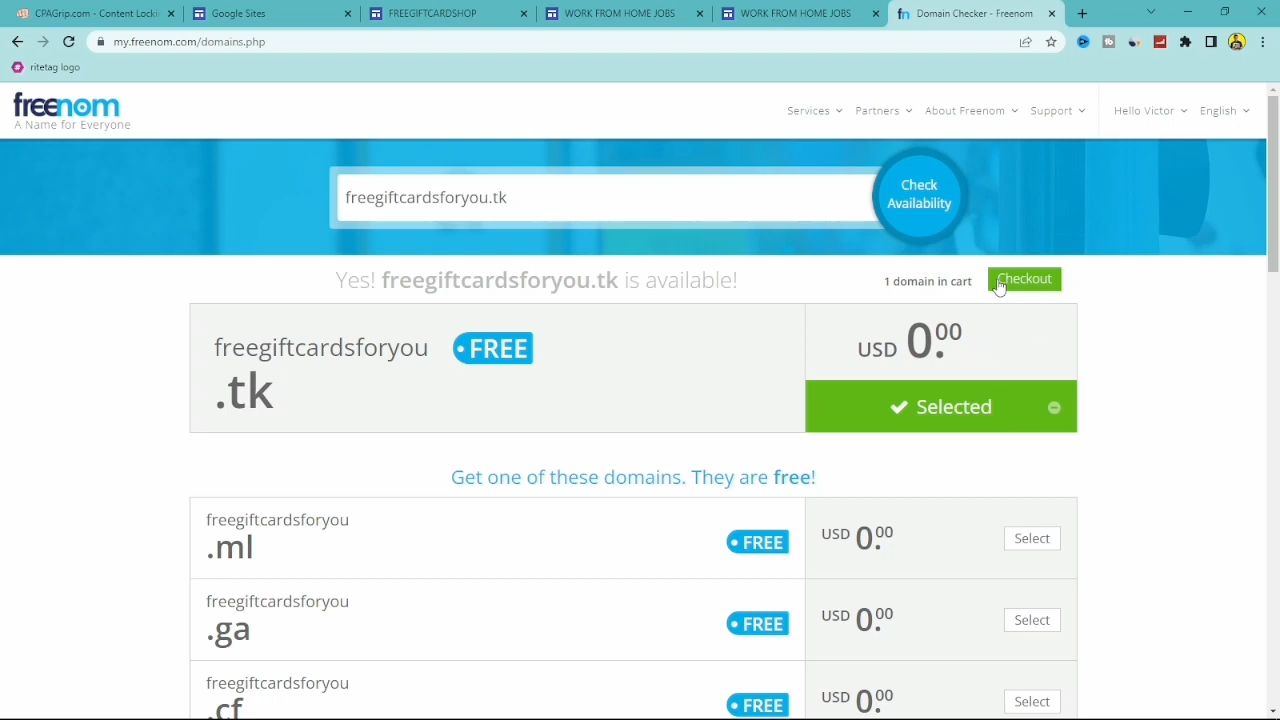 CPAGrip.com - Content Locki
Google Sites
FREEGIFTCARDSHOP
WORK FROM HOME JOBS
WORK FROM HOME JOBS
fn Domain Checker - Freenom
my.freenom.com/domains.php
ritetag logo
freenom
A Name for Everyone
Services
Partners
About Freenom
Support
Hello Victor
English
freegiftcardsforyou.tk
Check
Availability
Yes! freegiftcardsforyou.tk is available!
1 domain in cart
Checkout
freegiftcardsforyou
FREE
.tk
USD 0.00
Selected
Get one of these domains. They are free!
freegiftcardsforyou
.ml
FREE
USD 0.00
Select
freegiftcardsforyou
.ga
FREE
USD 0.00
Select
freegiftcardsforyou
.cf
FREE
USD 0.00
Select